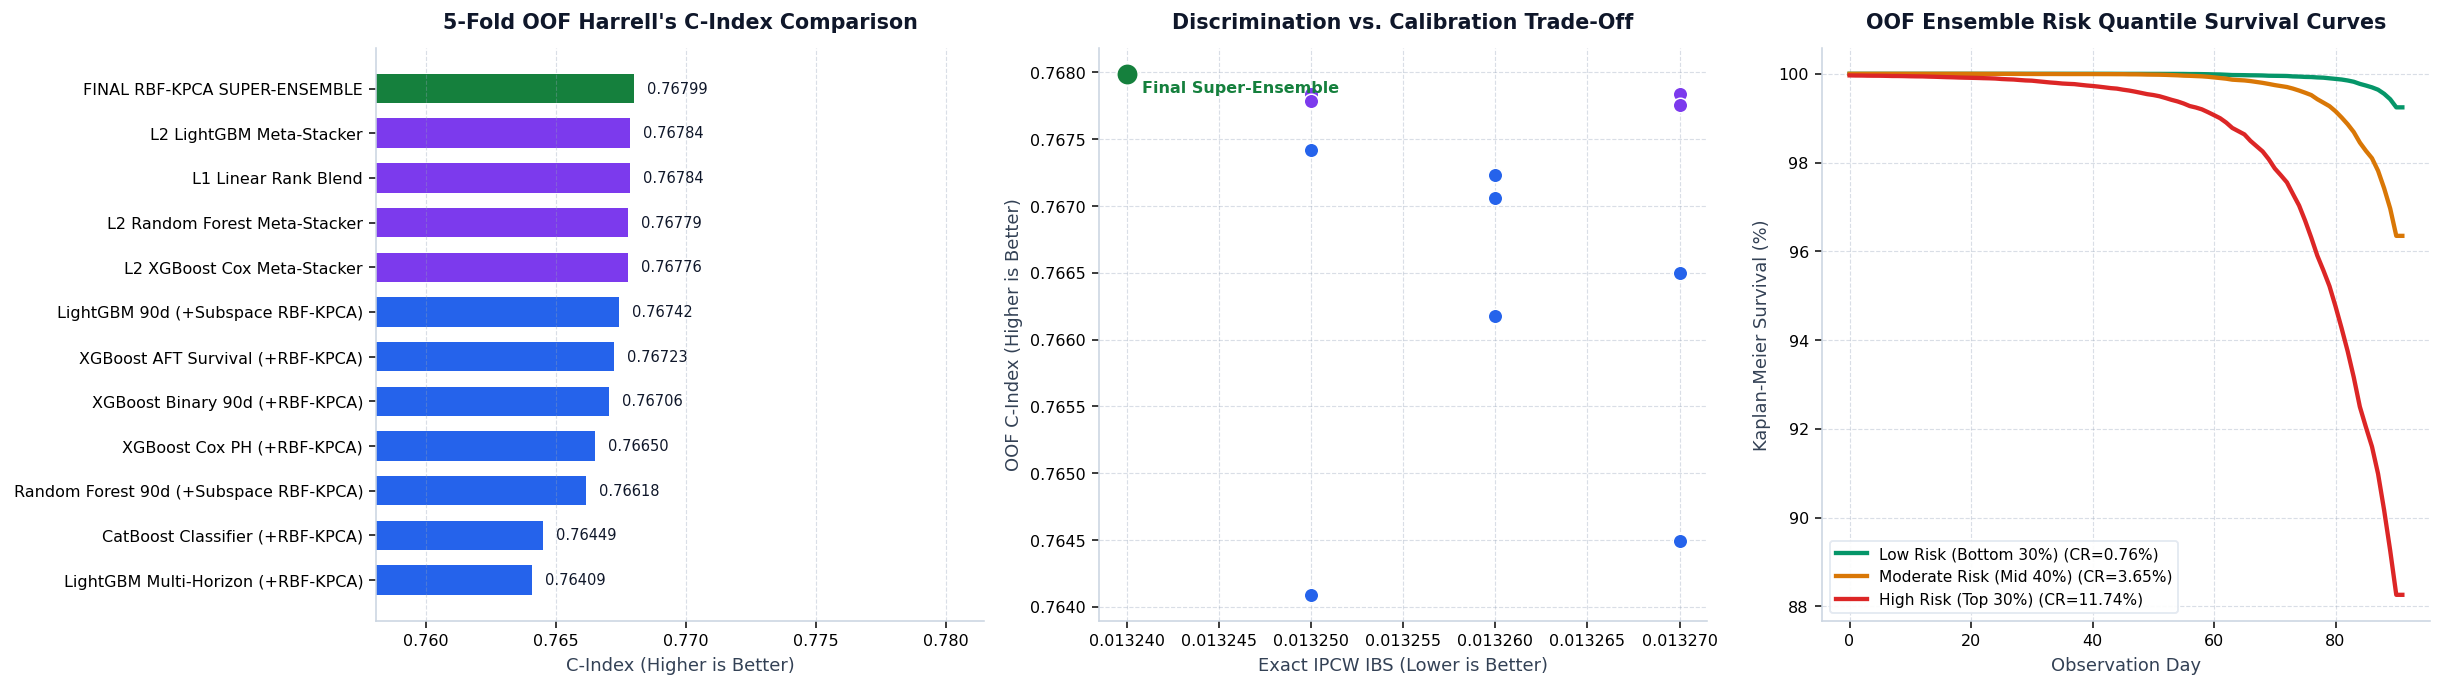 5-Fold OOF Harrell's C-Index Comparison
FINAL RBF-KPCA SUPER-ENSEMBLE
0.76799
L2 LightGBM Meta-Stacker
0.76784
L1 Linear Rank Blend
0.76784
L2 Random Forest Meta-Stacker
0.76779
L2 XGBoost Cox Meta-Stacker
0.76776
LightGBM 90d (+Subspace RBF-KPCA)
0.76742
XGBoost AFT Survival (+RBF-KPCA)
0.76723
XGBoost Binary 90d (+RBF-KPCA)
0.76706
XGBoost Cox PH (+RBF-KPCA)
0.76650
Random Forest 90d (+Subspace RBF-KPCA)
0.76618
CatBoost Classifier (+RBF-KPCA)
0.76449
LightGBM Multi-Horizon (+RBF-KPCA)
0.76409
0.760 0.765 0.770 0.775 0.780
C-Index (Higher is Better)
Discrimination vs. Calibration Trade-Off
OOF C-Index (Higher is Better)
0.7680
0.7675
0.7670
0.7665
0.7660
0.7655
0.7650
0.7645
0.7640
Final Super-Ensemble
0.013240 0.013245 0.013250 0.013255 0.013260 0.013265 0.013270
Exact IPCW IBS (Lower is Better)
OOF Ensemble Risk Quantile Survival Curves
Kaplan-Meier Survival (%)
100
98
96
94
92
90
88
Low Risk (Bottom 30%) (CR=0.76%)
Moderate Risk (Mid 40%) (CR=3.65%)
High Risk (Top 30%) (CR=11.74%)
0 20 40 60 80
Observation Day